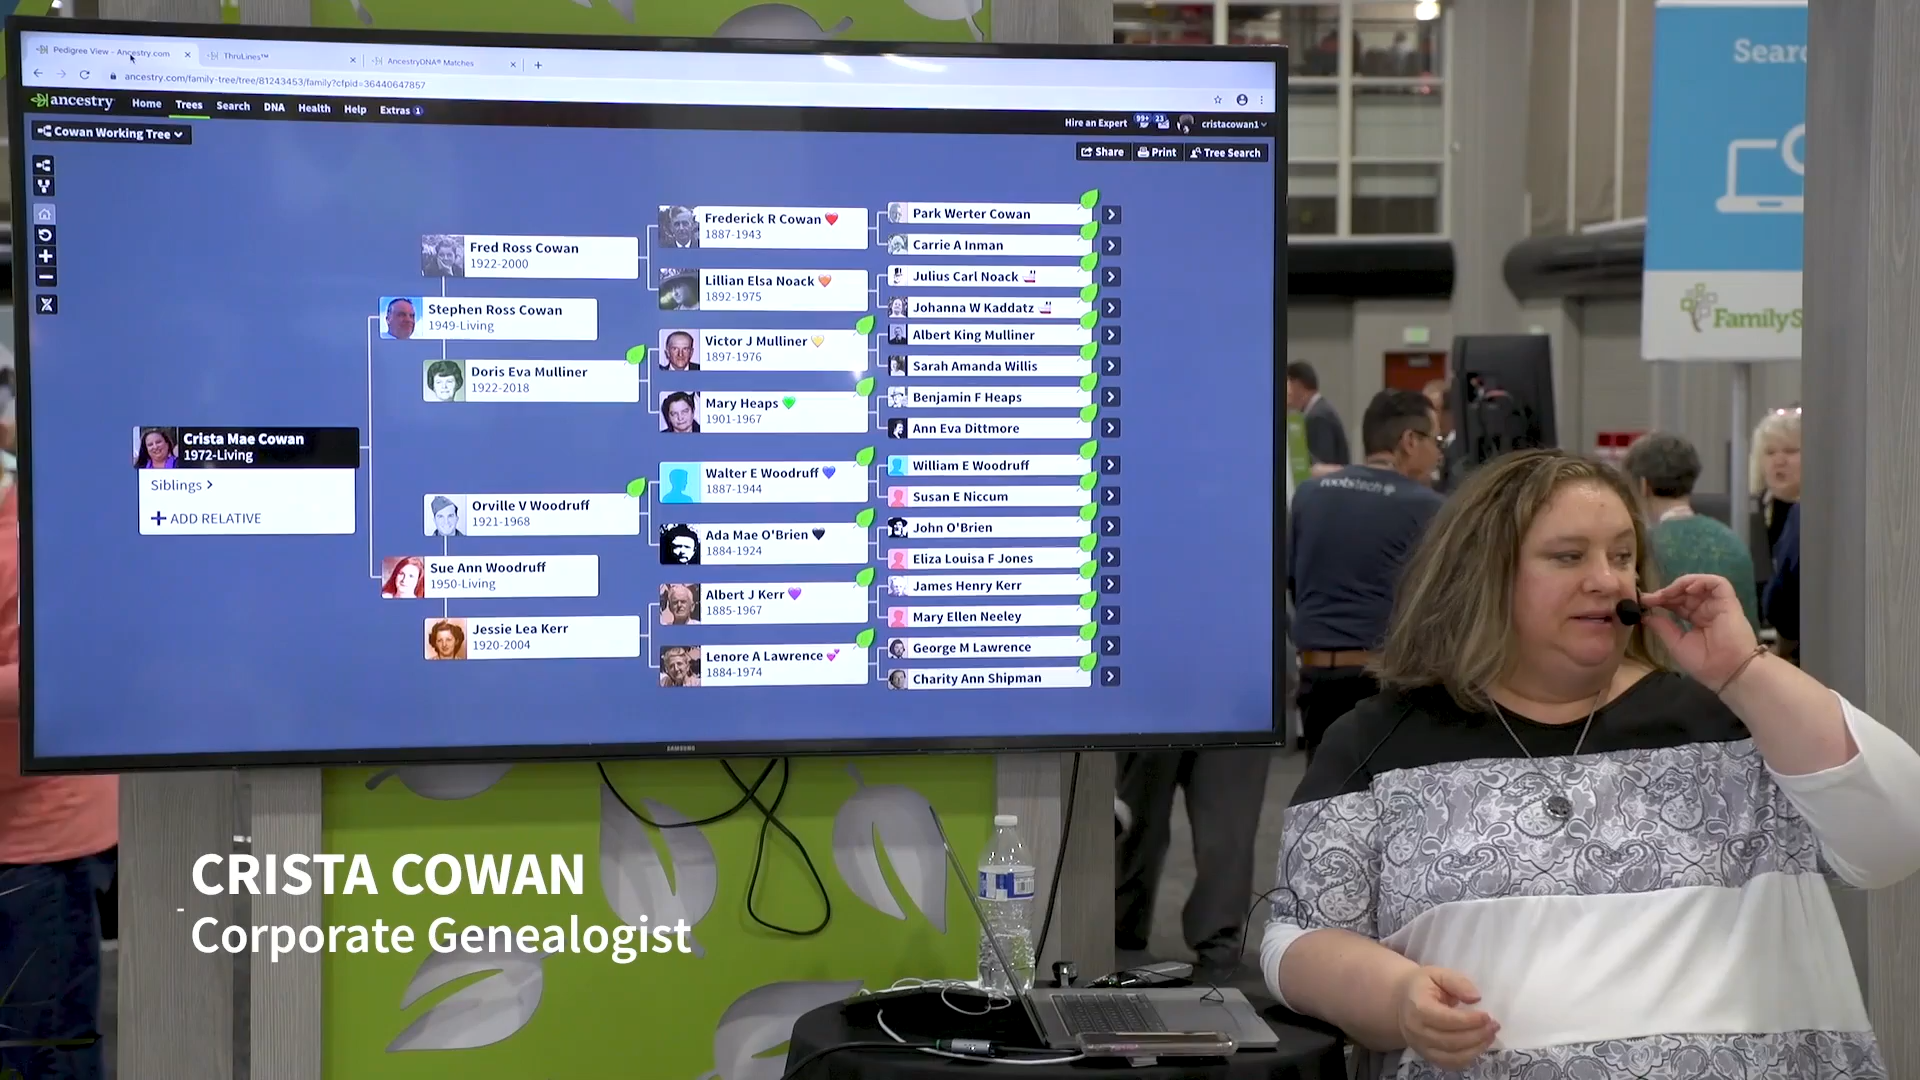 Pedigree View - Ancestry.com
ThruLines™
AncestryDNA® Matches
ancestry.com/family-tree/tree/81243453/family?cfpid=36440647857
ancestry Home Trees Search DNA Health Help Extras 1
Hire an Expert 99+ 23 cristacowan1
Cowan Working Tree
Share Print Tree Search
Crista Mae Cowan
1972-Living
Siblings
ADD RELATIVE
Stephen Ross Cowan
1949-Living
Sue Ann Woodruff
1950-Living
Fred Ross Cowan
1922-2000
Doris Eva Mulliner
1922-2018
Orville V Woodruff
1921-1968
Jessie Lea Kerr
1920-2004
Frederick R Cowan ❤️
1887-1943
Lillian Elsa Noack 🧡
1892-1975
Victor J Mulliner 💛
1897-1976
Mary Heaps 💚
1901-1967
Walter E Woodruff 💙
1887-1944
Ada Mae O'Brien 🖤
1884-1924
Albert J Kerr 💜
1885-1967
Lenore A Lawrence 💕
1884-1974
Park Werter Cowan
Carrie A Inman
Julius Carl Noack
Johanna W Kaddatz
Albert King Mulliner
Sarah Amanda Willis
Benjamin F Heaps
Ann Eva Dittmore
William E Woodruff
Susan E Niccum
John O'Brien
Eliza Louisa F Jones
James Henry Kerr
Mary Ellen Neeley
George M Lawrence
Charity Ann Shipman
SAMSUNG
Searc
FamilyS
rootstech
CRISTA COWAN
-
Corporate Genealogist